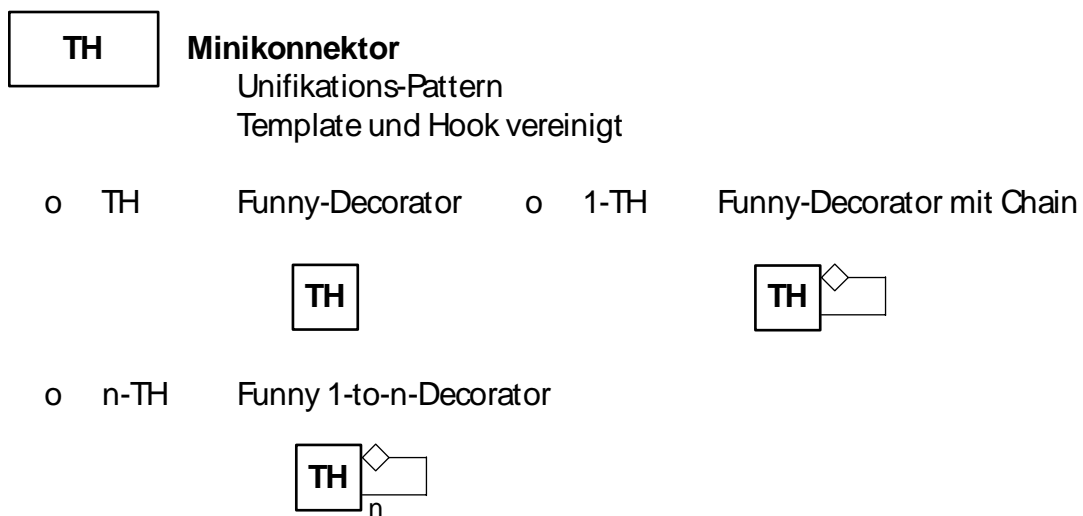 TH Minikonnektor
Unifikations-Pattern
Template und Hook vereinigt
o TH Funny-Decorator o 1-TH Funny-Decorator mit Chain
TH TH
o n-TH Funny 1-to-n-Decorator
TH
n